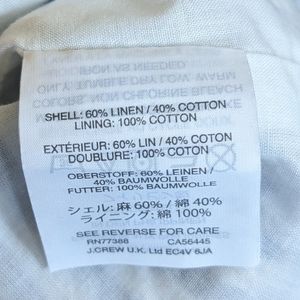 SHELL: 60% LINEN / 40% COTTON
LINING: 100% COTTON
EXTÉRIEUR: 60% LIN / 40% COTON
DOUBLURE: 100% COTON
OBERSTOFF: 60% LEINEN /
40% BAUMWOLLE
FUTTER: 100% BAUMWOLLE
シェル: 麻 60% / 綿 40%
ライニング: 綿 100%
SEE REVERSE FOR CARE
RN77388 CA56445
J.CREW U.K. Ltd EC4V 6JA